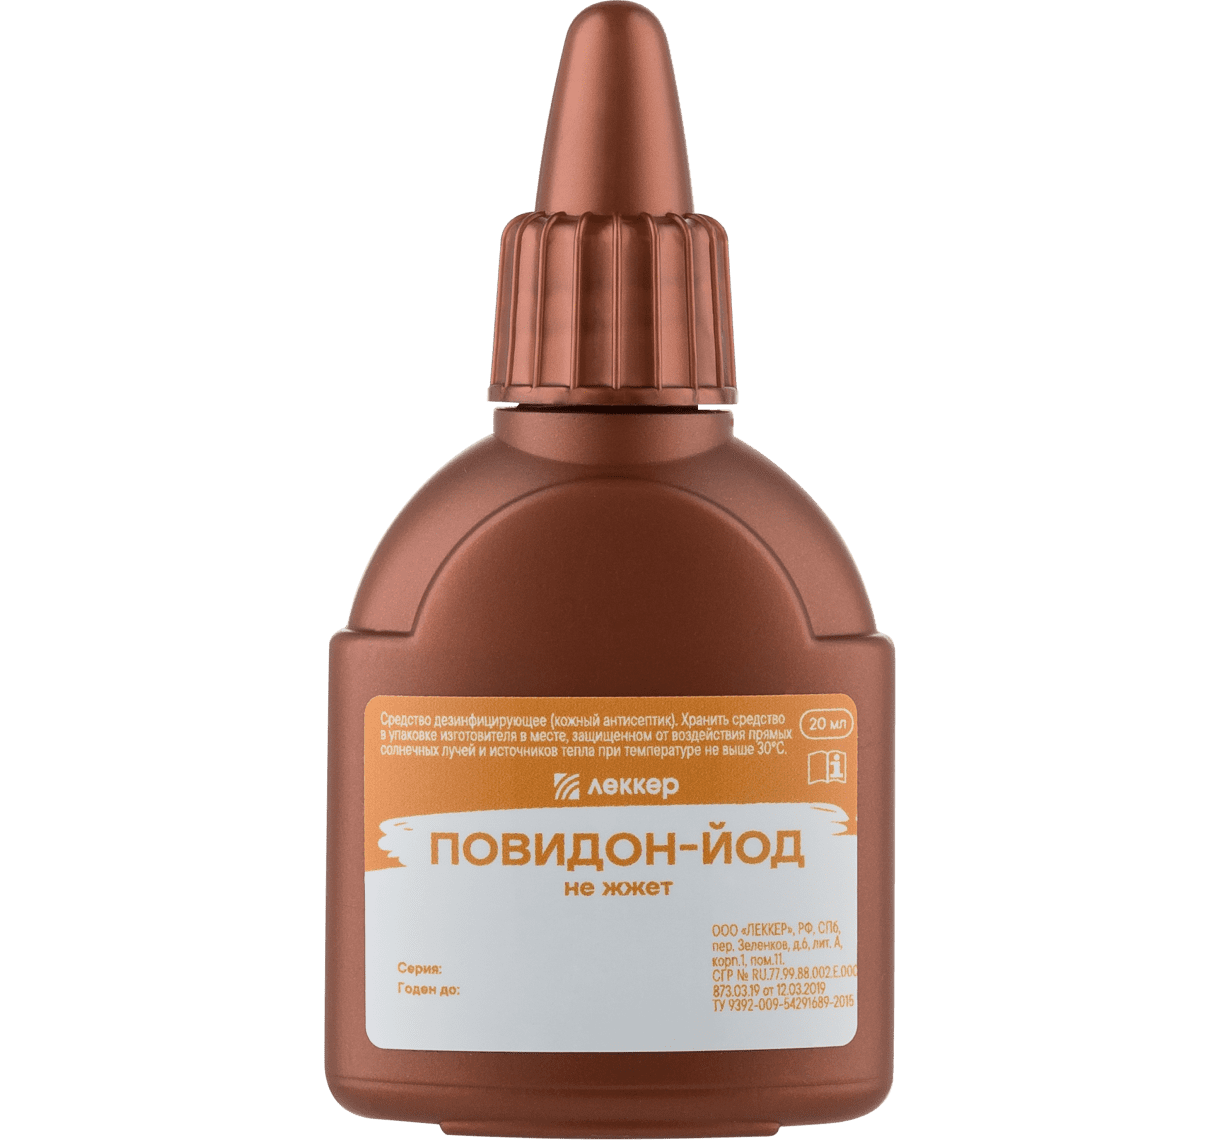 Средство дезинфицирующее (кожный антисептик). Хранить средство
в упаковке изготовителя в месте, защищенном от воздействия прямых
солнечных лучей и источников тепла при температуре не выше 30°С.
20 мл
леккер
ПОВИДОН-ЙОД
не жжет
ООО «ЛЕККЕР», РФ, СПб,
пер. Зеленков, д.6, лит. А,
корп.1, пом.11.
СГР № RU.77.99.88.002.Е.000
873.03.19 от 12.03.2019
ТУ 9392-009-54291689-2015
Серия:
Годен до: